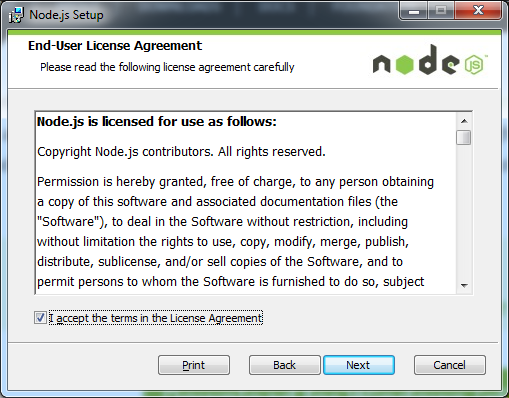 Node.js Setup
End-User License Agreement
Please read the following license agreement carefully
node
JS
Node.js is licensed for use as follows:
Copyright Node.js contributors. All rights reserved.
Permission is hereby granted, free of charge, to any person obtaining
a copy of this software and associated documentation files (the
"Software"), to deal in the Software without restriction, including
without limitation the rights to use, copy, modify, merge, publish,
distribute, sublicense, and/or sell copies of the Software, and to
permit persons to whom the Software is furnished to do so, subject
I accept the terms in the License Agreement
Print
Back
Next
Cancel